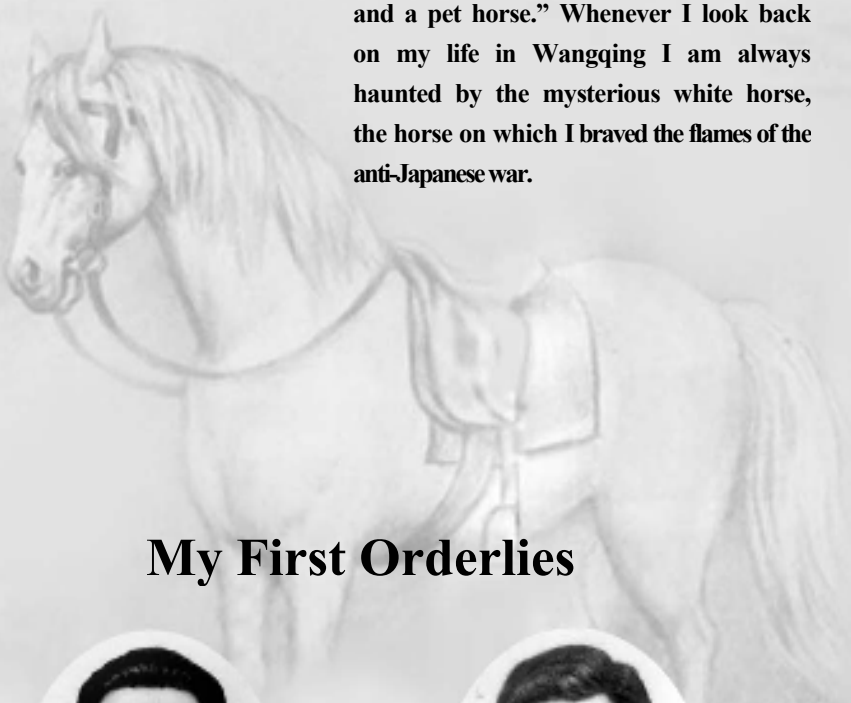 and a pet horse.” Whenever I look back
on my life in Wangqing I am always
haunted by the mysterious white horse,
the horse on which I braved the flames of the
anti-Japanese war.
My First Orderlies